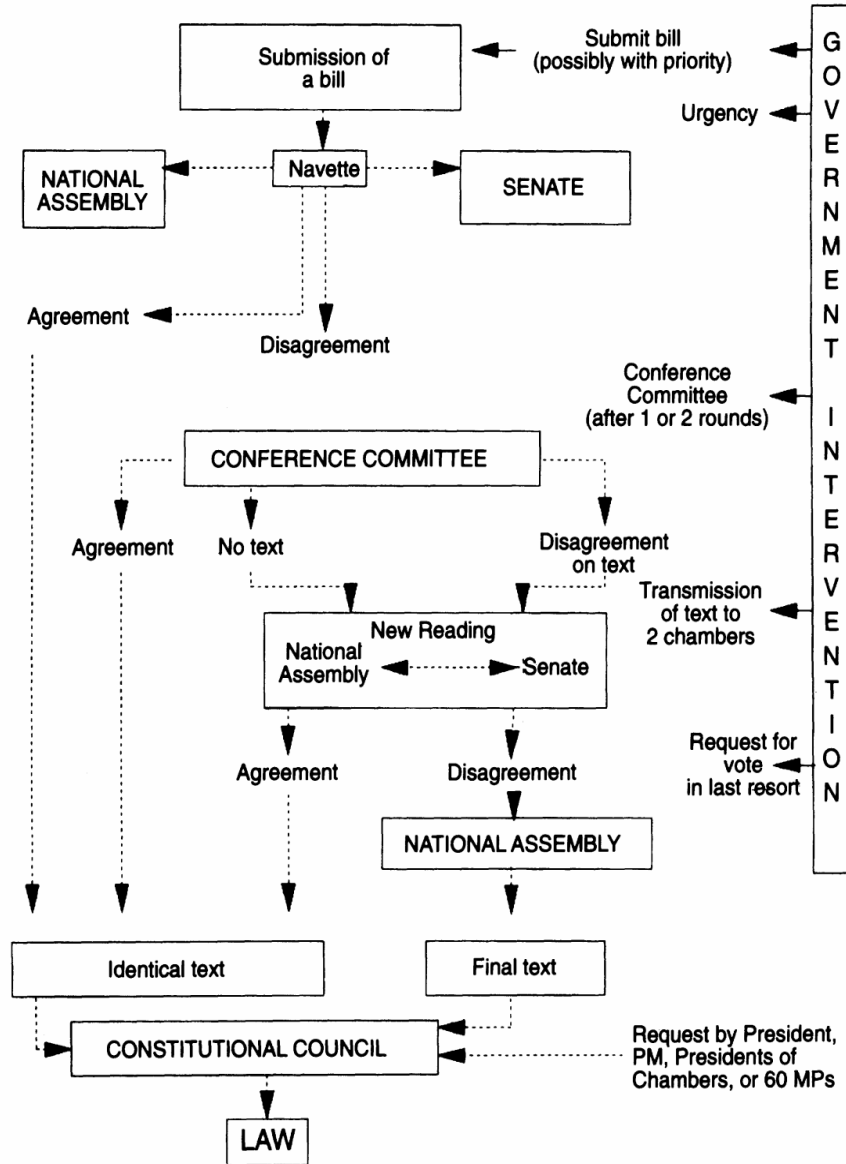 Submission of
a bill
Submit bill
(possibly with priority)
Urgency
Navette
NATIONAL
ASSEMBLY
SENATE
Agreement
Disagreement
Conference
Committee
(after 1 or 2 rounds)
CONFERENCE COMMITTEE
Agreement
No text
Disagreement
on text
Transmission
of text to
2 chambers
New Reading
National
Assembly
Senate
Agreement
Disagreement
Request for
vote
in last resort
NATIONAL ASSEMBLY
Identical text
Final text
CONSTITUTIONAL COUNCIL
Request by President,
PM, Presidents of
Chambers, or 60 MPs
LAW
GOVERNMENT INTERVENTION